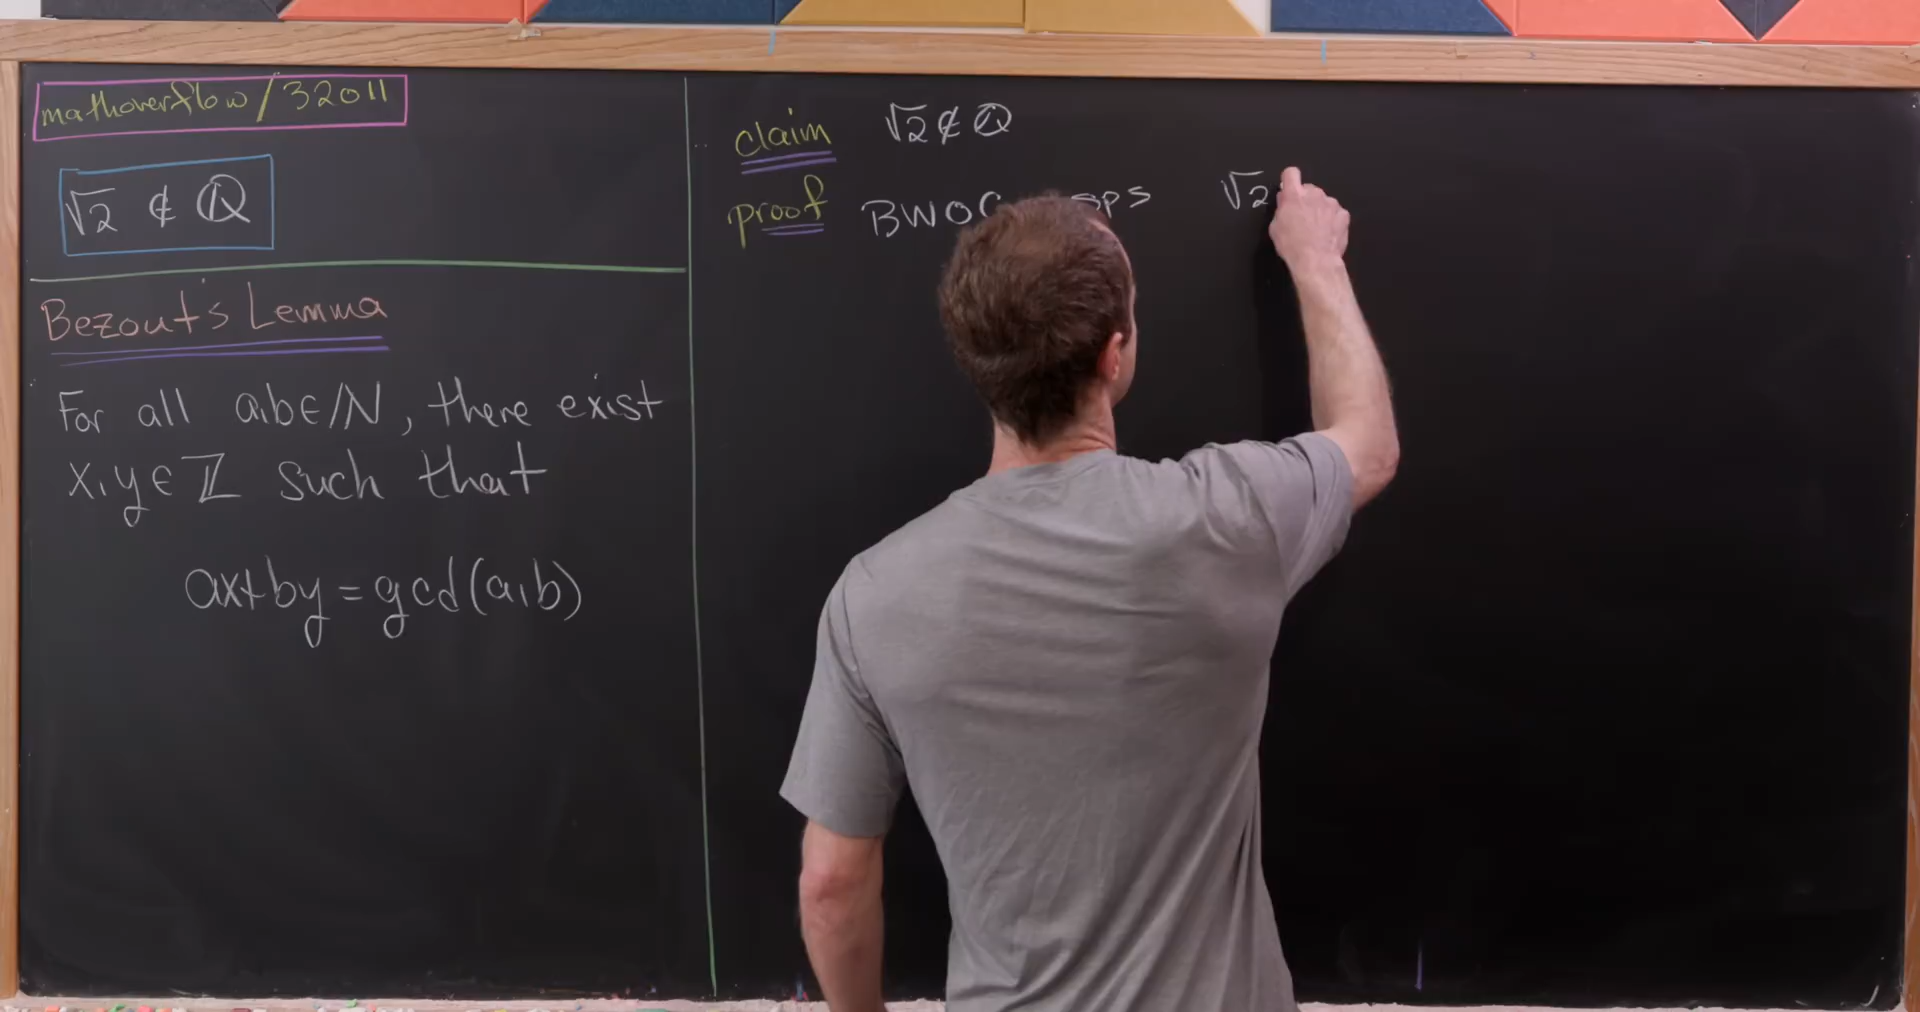 mathoverflow/32011
√2 ∉ ℚ
Bezout's Lemma
For all a,b∈ℕ, there exist
x,y∈ℤ such that
ax+by=gcd(a,b)
claim √2∉ℚ
proof BWOC sps √2